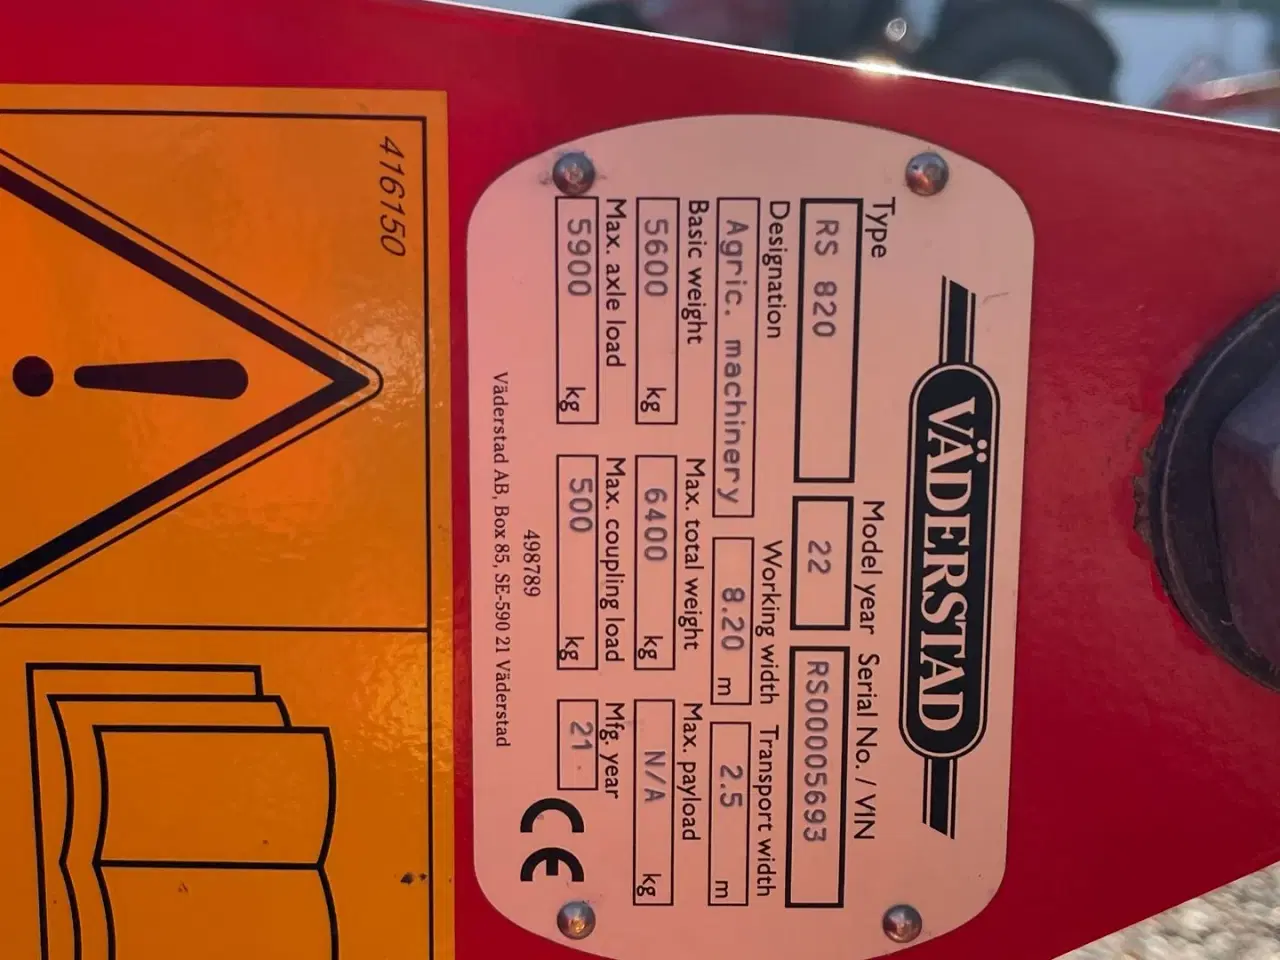 416150
VÄDERSTAD
Type Model year Serial No. / VIN
RS 820 22 RS00005693
Designation Working width Transport width
Agric. machinery 8.20 m 2.5 m
Basic weight Max. total weight Max. payload
5600 kg 6400 kg N/A kg
Max. axle load Max. coupling load Mfg. year
5900 kg 500 kg 21
CE
498789
Väderstad AB, Box 85, SE-590 21 Väderstad